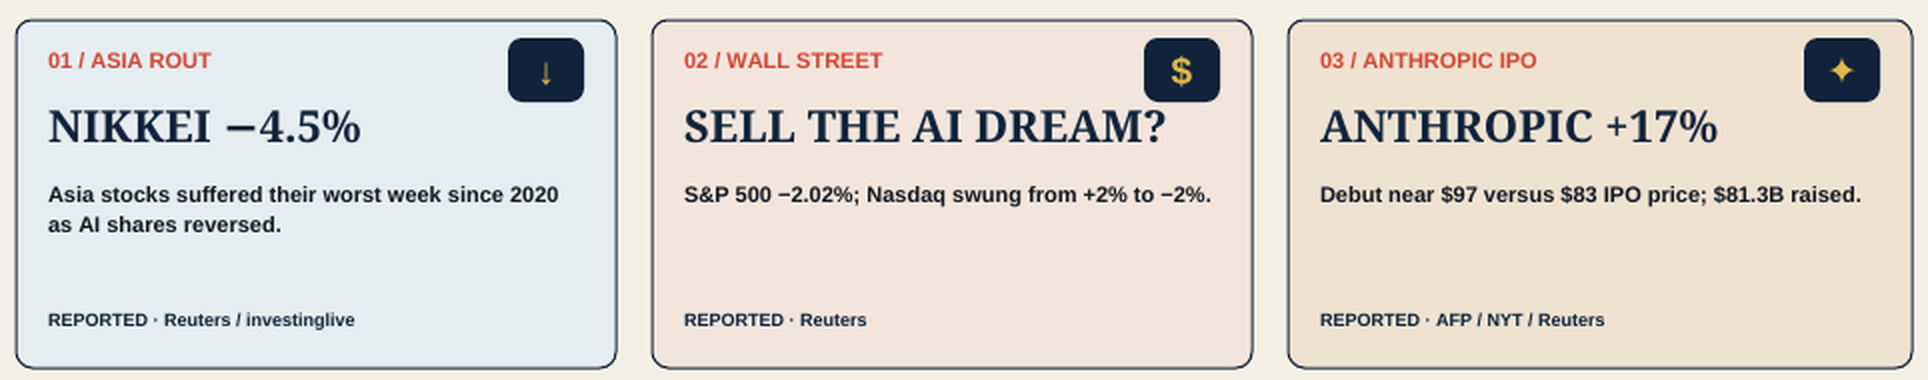 01 / ASIA ROUT
↓
NIKKEI −4.5%
Asia stocks suffered their worst week since 2020
as AI shares reversed.
REPORTED · Reuters / investinglive
02 / WALL STREET
$
SELL THE AI DREAM?
S&P 500 −2.02%; Nasdaq swung from +2% to −2%.
REPORTED · Reuters
03 / ANTHROPIC IPO
✦
ANTHROPIC +17%
Debut near $97 versus $83 IPO price; $81.3B raised.
REPORTED · AFP / NYT / Reuters